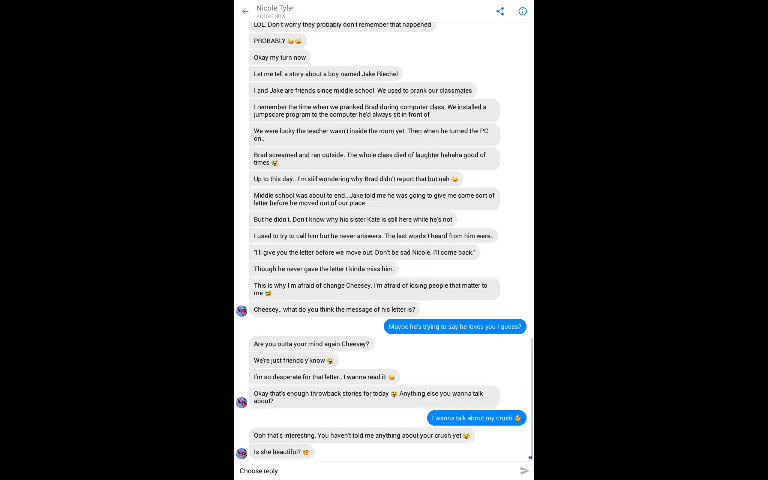 Nicole Tyler
ACTIVE NOW
LOL. Don't worry they probably don't remember that happened
PROBABLY 😂😂
Okay my turn now
Let me tell a story about a boy named Jake Biechel
I and Jake are friends since middle school. We used to prank our classmates
I remember the time when we pranked Brad during computer class. We installed a
jumpscare program to the computer he'd always sit in front of
We were lucky the teacher wasn't inside the room yet. Then when he turned the PC
on..
Brad screamed and ran outside. The whole class died of laughter hahaha good of
times
Up to this day.. I'm still wondering why Brad didn't report that but nah
Middle school was about to end.. Jake told me he was going to give me some sort of
letter before he moved out of our place
But he didn't. Don't know why his sister Kate is still here while he's not
I used to try to call him but he never answers. The last words I heard from him were..
"I'll give you the letter before we move out. Don't be sad Nicole. I'll come back."
Though he never gave the letter I kinda miss him.
This is why I'm afraid of change Cheesey. I'm afraid of losing people that matter to
me
Cheesey.. what do you think the message of his letter is?
Maybe he's trying to say he loves you I guess?
Are you outta your mind again Cheesey?
We're just friends y'know
I'm so desperate for that letter.. I wanna read it!
Okay that's enough throwback stories for today Anything else you wanna talk
about?
I wanna talk about my crush
Ooh that's interesting. You haven't told me anything about your crush yet
Is she beautiful?
Choose reply